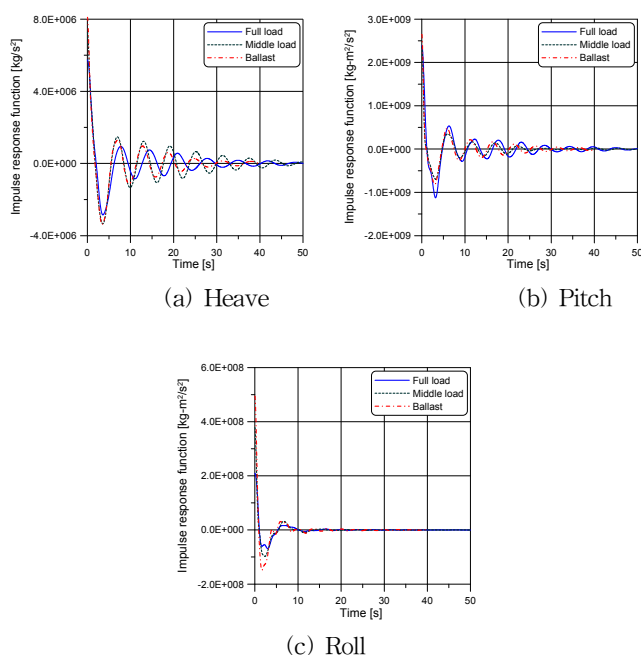 8.0E+006
4.0E+006
0.0E+000
-4.0E+006
Impulse response function [kg/s²]
Full load
Middle load
Ballast
0 10 20 30 40 50
Time [s]
(a) Heave
3.0E+009
2.0E+009
1.0E+009
0.0E+000
-1.0E+009
-2.0E+009
Impulse response function [kg-m²/s²]
Full load
Middle load
Ballast
0 10 20 30 40 50
Time [s]
(b) Pitch
6.0E+008
4.0E+008
2.0E+008
0.0E+000
-2.0E+008
Impulse response function [kg-m²/s²]
Full load
Middle load
Ballast
0 10 20 30 40 50
Time [s]
(c) Roll